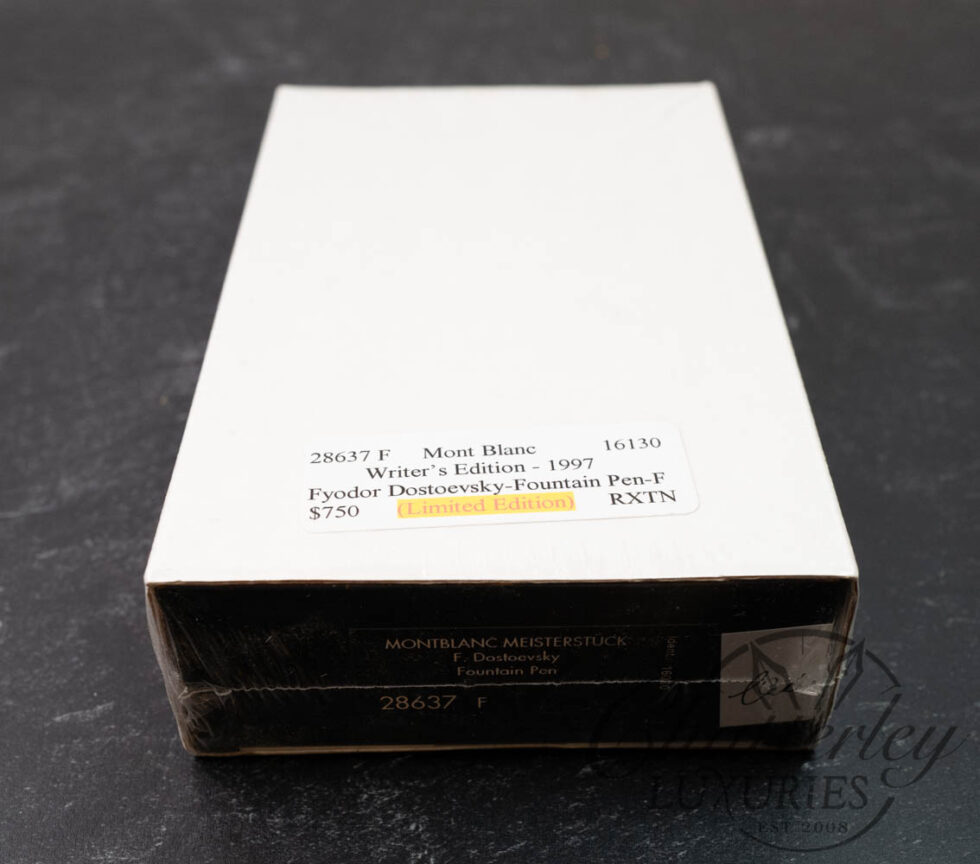 28637 F Mont Blanc 16130
Writer's Edition - 1997
Fyodor Dostoevsky-Fountain Pen-F
$750 (Limited Edition) RXTN
MONTBLANC MEISTERSTÜCK
F. Dostoevsky
Fountain Pen
28637 F
LUXURIES
EST 2008